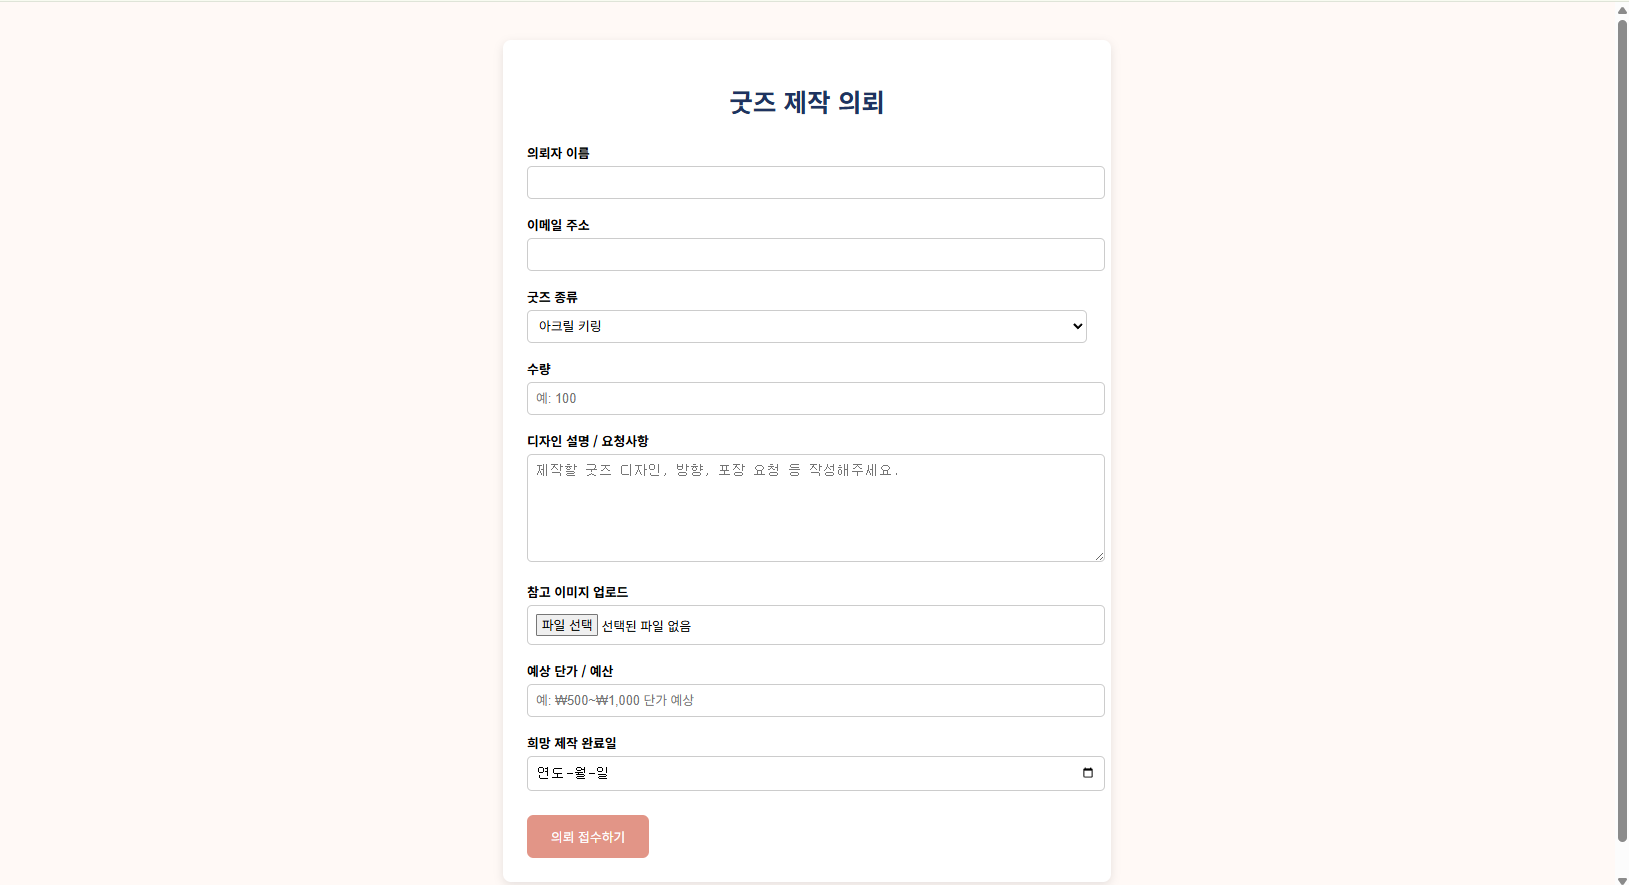 굿즈 제작 의뢰
의뢰자 이름
이메일 주소
굿즈 종류
아크릴 키링
수량
예: 100
디자인 설명 / 요청사항
제작할 굿즈 디자인, 방향, 포장 요청 등 작성해주세요.
참고 이미지 업로드
파일 선택 선택된 파일 없음
예상 단가 / 예산
예: ₩500~₩1,000 단가 예상
희망 제작 완료일
연도-월-일
의뢰 접수하기